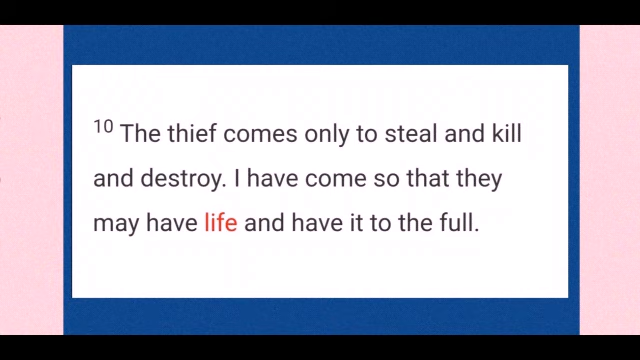 10 The thief comes only to steal and kill
and destroy. I have come so that they
may have life and have it to the full.